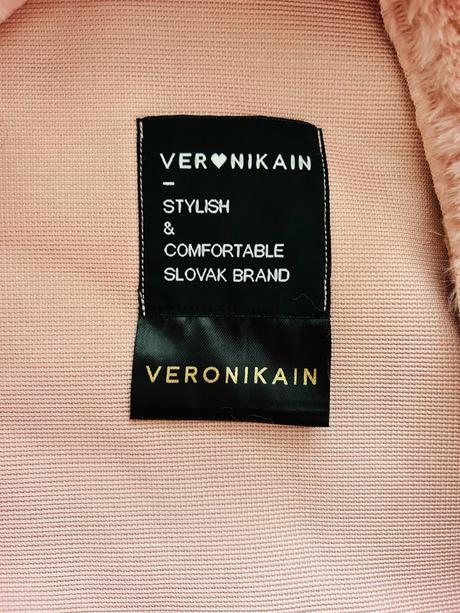 VER♥NIKAIN
–
STYLISH
&
COMFORTABLE
SLOVAK BRAND
VERONIKAIN